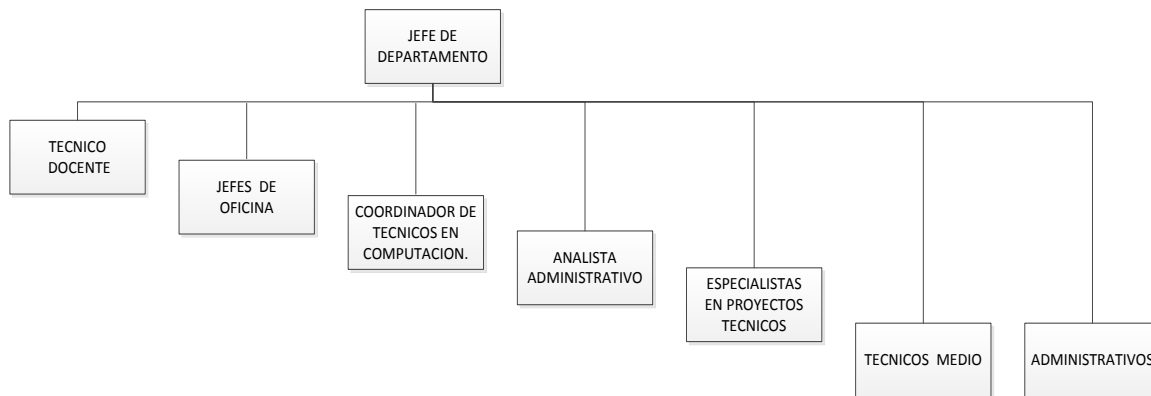 JEFE DE
DEPARTAMENTO
TECNICO
DOCENTE
JEFES DE
OFICINA
COORDINADOR DE
TECNICOS EN
COMPUTACION.
ANALISTA
ADMINISTRATIVO
ESPECIALISTAS
EN PROYECTOS
TECNICOS
TECNICOS MEDIO
ADMINISTRATIVOS